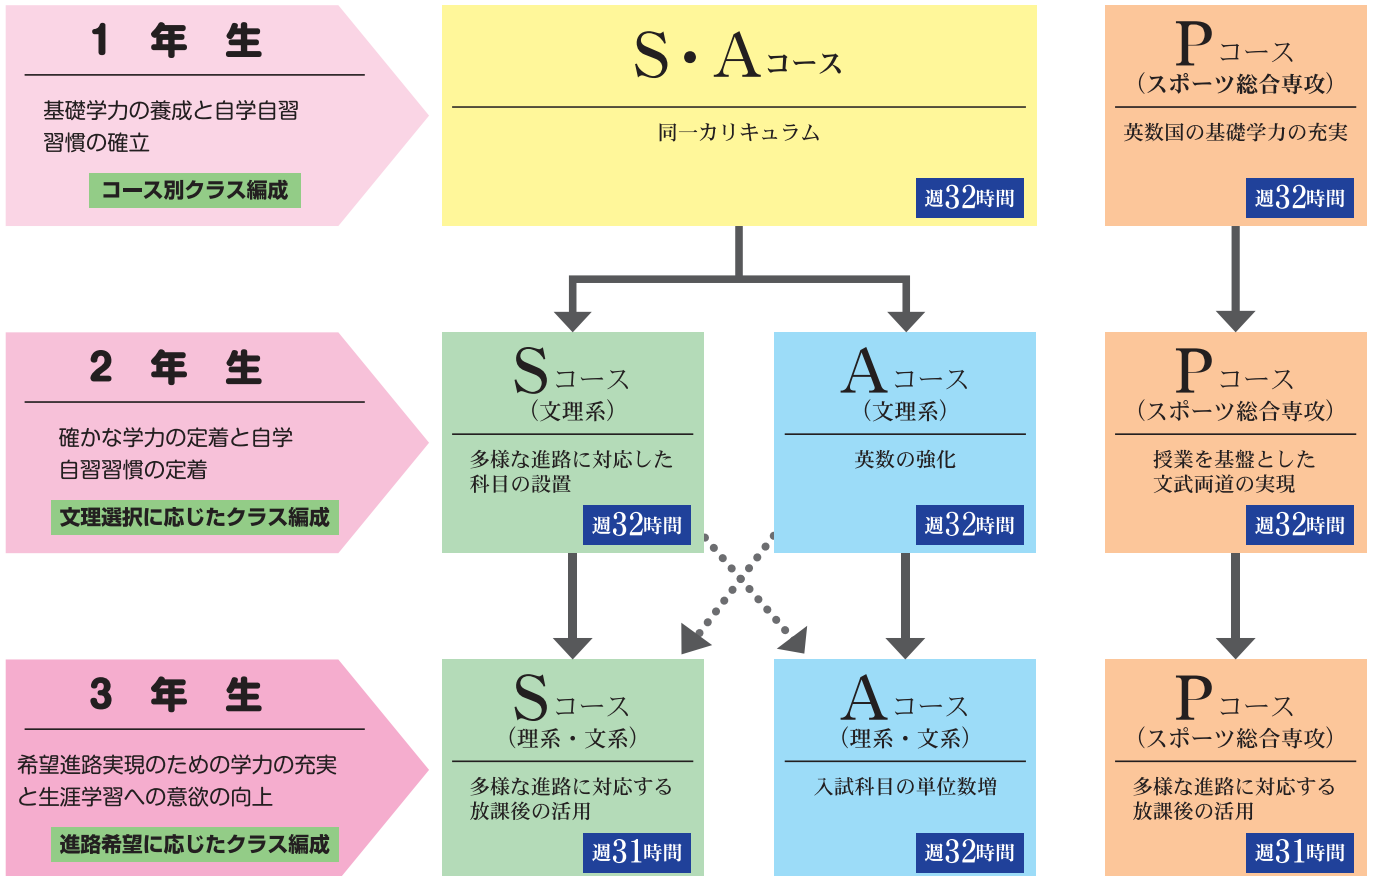 1 年 生
基礎学力の養成と自学自習
習慣の確立
コース別クラス編成
S・Aコース
同一カリキュラム
週32時間
Pコース
（スポーツ総合専攻）
英数国の基礎学力の充実
週32時間
2 年 生
確かな学力の定着と自学
自習習慣の定着
文理選択に応じたクラス編成
Sコース
（文理系）
多様な進路に対応した
科目の設置
週32時間
Aコース
（文理系）
英数の強化
週32時間
Pコース
（スポーツ総合専攻）
授業を基盤とした
文武両道の実現
週32時間
3 年 生
希望進路実現のための学力の充実
と生涯学習への意欲の向上
進路希望に応じたクラス編成
Sコース
（理系・文系）
多様な進路に対応する
放課後の活用
週31時間
Aコース
（理系・文系）
入試科目の単位数増
週32時間
Pコース
（スポーツ総合専攻）
多様な進路に対応する
放課後の活用
週31時間